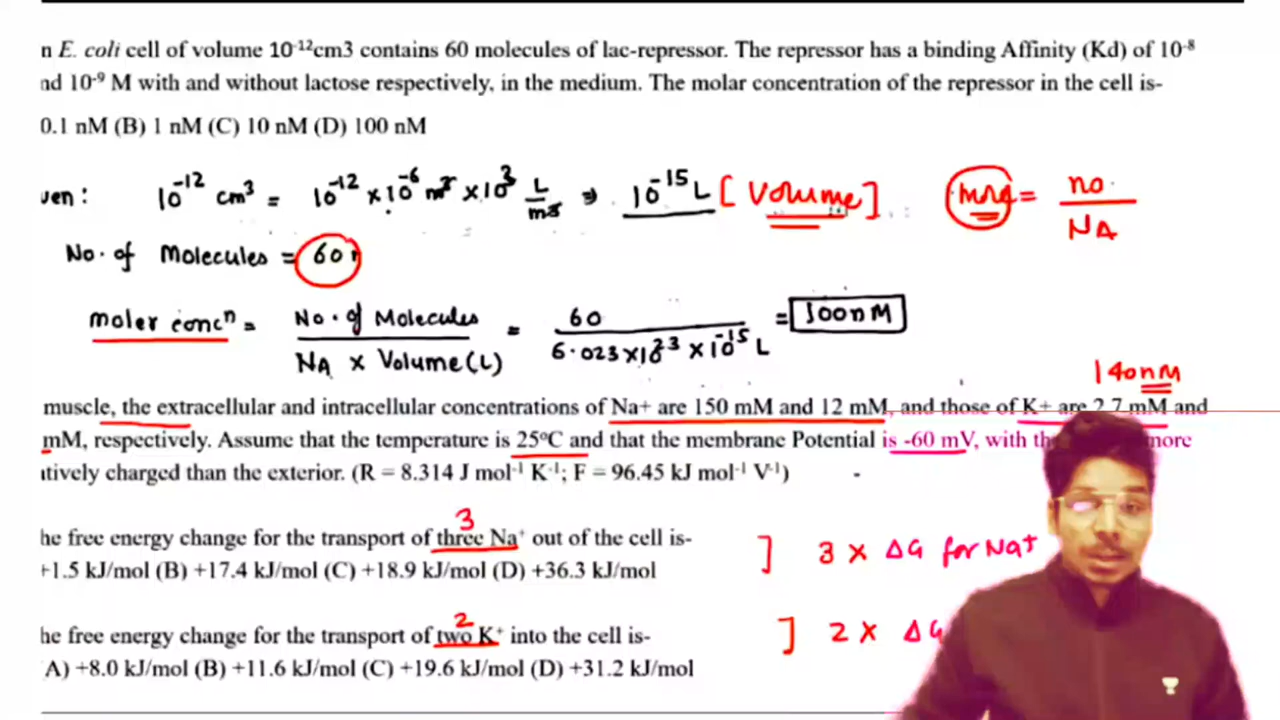 n E. coli cell of volume 10⁻¹²cm3 contains 60 molecules of lac-repressor. The repressor has a binding Affinity (Kd) of 10⁻⁸
nd 10⁻⁹ M with and without lactose respectively, in the medium. The molar concentration of the repressor in the cell is-
0.1 nM (B) 1 nM (C) 10 nM (D) 100 nM
ven: 10⁻¹² cm³ = 10⁻¹² × 10⁻⁶ m³ × 10³ L/m³ ⇒ 10⁻¹⁵ L [Volume] = no./NA
No. of Molecules = 60
moler concⁿ = No. of Molecules / NA × Volume(L) = 60 / 6.023×10²³ × 10⁻¹⁵ L = 100nM
140nM
muscle, the extracellular and intracellular concentrations of Na+ are 150 mM and 12 mM, and those of K+ are 2.7 mM and
mM, respectively. Assume that the temperature is 25°C and that the membrane Potential is -60 mV, with more
tively charged than the exterior. (R = 8.314 J mol⁻¹ K⁻¹; F = 96.45 kJ mol⁻¹ V⁻¹)
3
he free energy change for the transport of three Na⁺ out of the cell is-
] 3 × ΔG for Na+
+1.5 kJ/mol (B) +17.4 kJ/mol (C) +18.9 kJ/mol (D) +36.3 kJ/mol
2
he free energy change for the transport of two K⁺ into the cell is-
] 2 × ΔG
A) +8.0 kJ/mol (B) +11.6 kJ/mol (C) +19.6 kJ/mol (D) +31.2 kJ/mol